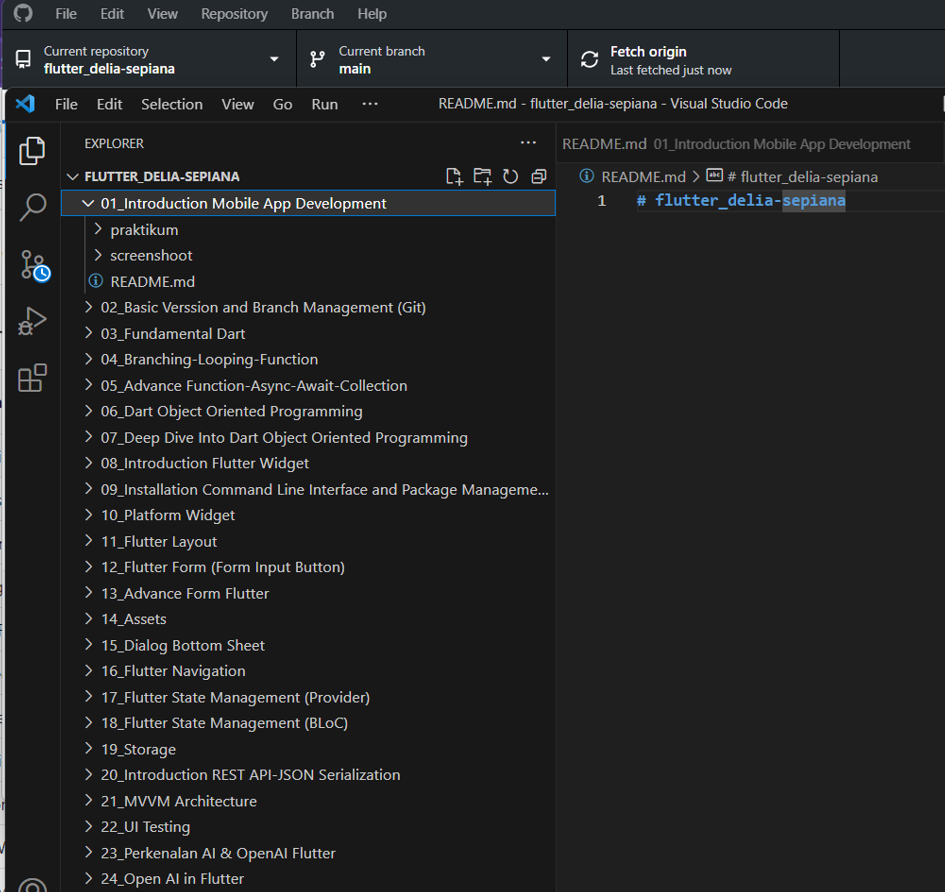 File Edit View Repository Branch Help
Current repository
flutter_delia-sepiana
Current branch
main
Fetch origin
Last fetched just now
File Edit Selection View Go Run ··· README.md - flutter_delia-sepiana - Visual Studio Code
EXPLORER ···
FLUTTER_DELIA-SEPIANA
01_Introduction Mobile App Development
praktikum
screenshoot
README.md
02_Basic Verssion and Branch Management (Git)
03_Fundamental Dart
04_Branching-Looping-Function
05_Advance Function-Async-Await-Collection
06_Dart Object Oriented Programming
07_Deep Dive Into Dart Object Oriented Programming
08_Introduction Flutter Widget
09_Installation Command Line Interface and Package Manageme...
10_Platform Widget
11_Flutter Layout
12_Flutter Form (Form Input Button)
13_Advance Form Flutter
14_Assets
15_Dialog Bottom Sheet
16_Flutter Navigation
17_Flutter State Management (Provider)
18_Flutter State Management (BLoC)
19_Storage
20_Introduction REST API-JSON Serialization
21_MVVM Architecture
22_UI Testing
23_Perkenalan AI & OpenAI Flutter
24_Open AI in Flutter
README.md 01_Introduction Mobile App Development
README.md > abc # flutter_delia-sepiana
1 # flutter_delia-sepiana